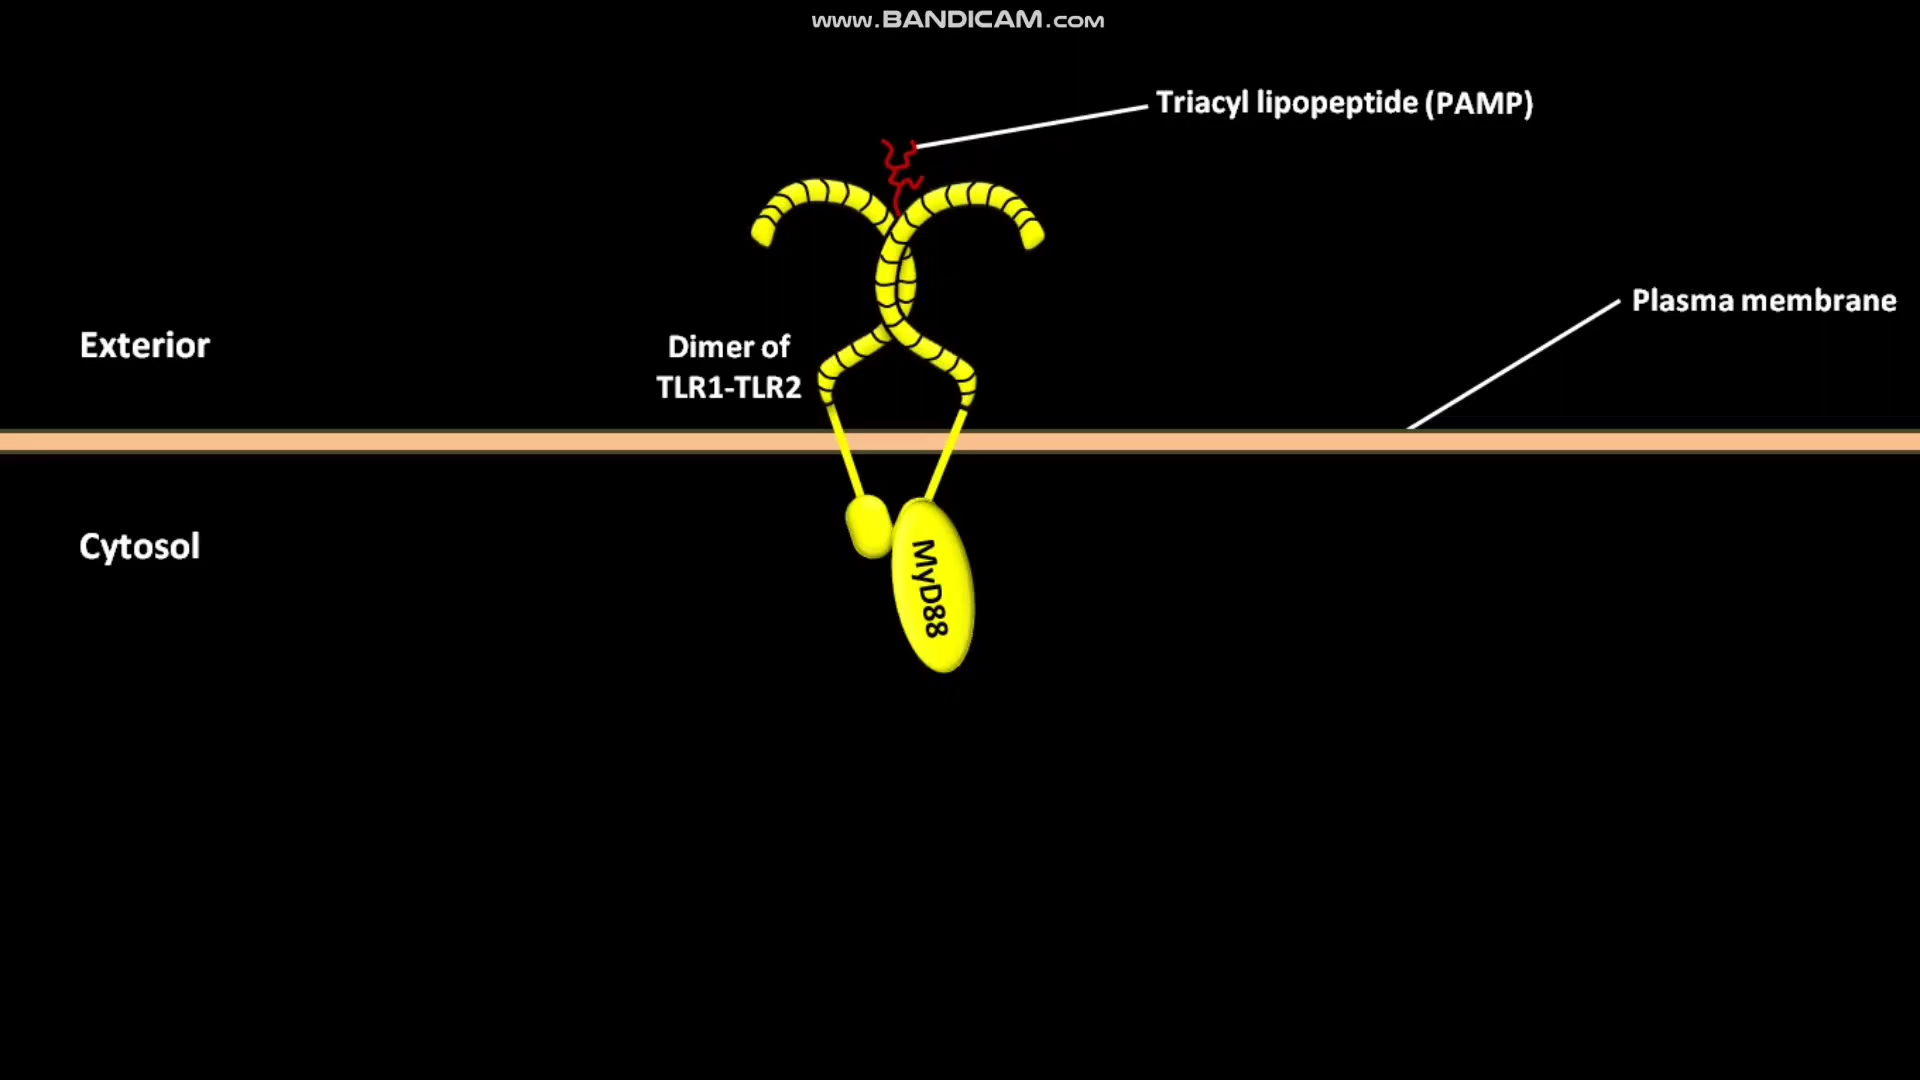 www.BANDICAM.com
Triacyl lipopeptide (PAMP)
Plasma membrane
Exterior
Dimer of
TLR1-TLR2
Cytosol
MyD88